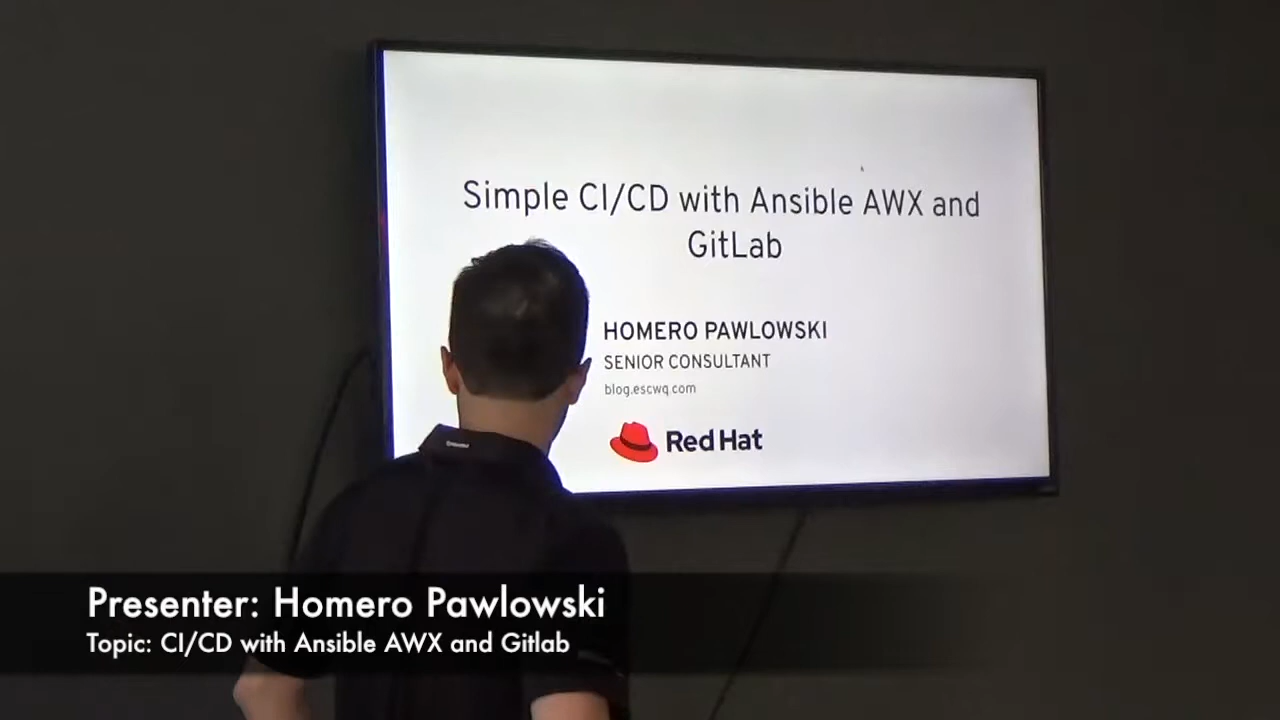 Simple CI/CD with Ansible AWX and
GitLab
HOMERO PAWLOWSKI
SENIOR CONSULTANT
blog.escwq.com
Red Hat
Presenter: Homero Pawlowski
Topic: CI/CD with Ansible AWX and Gitlab